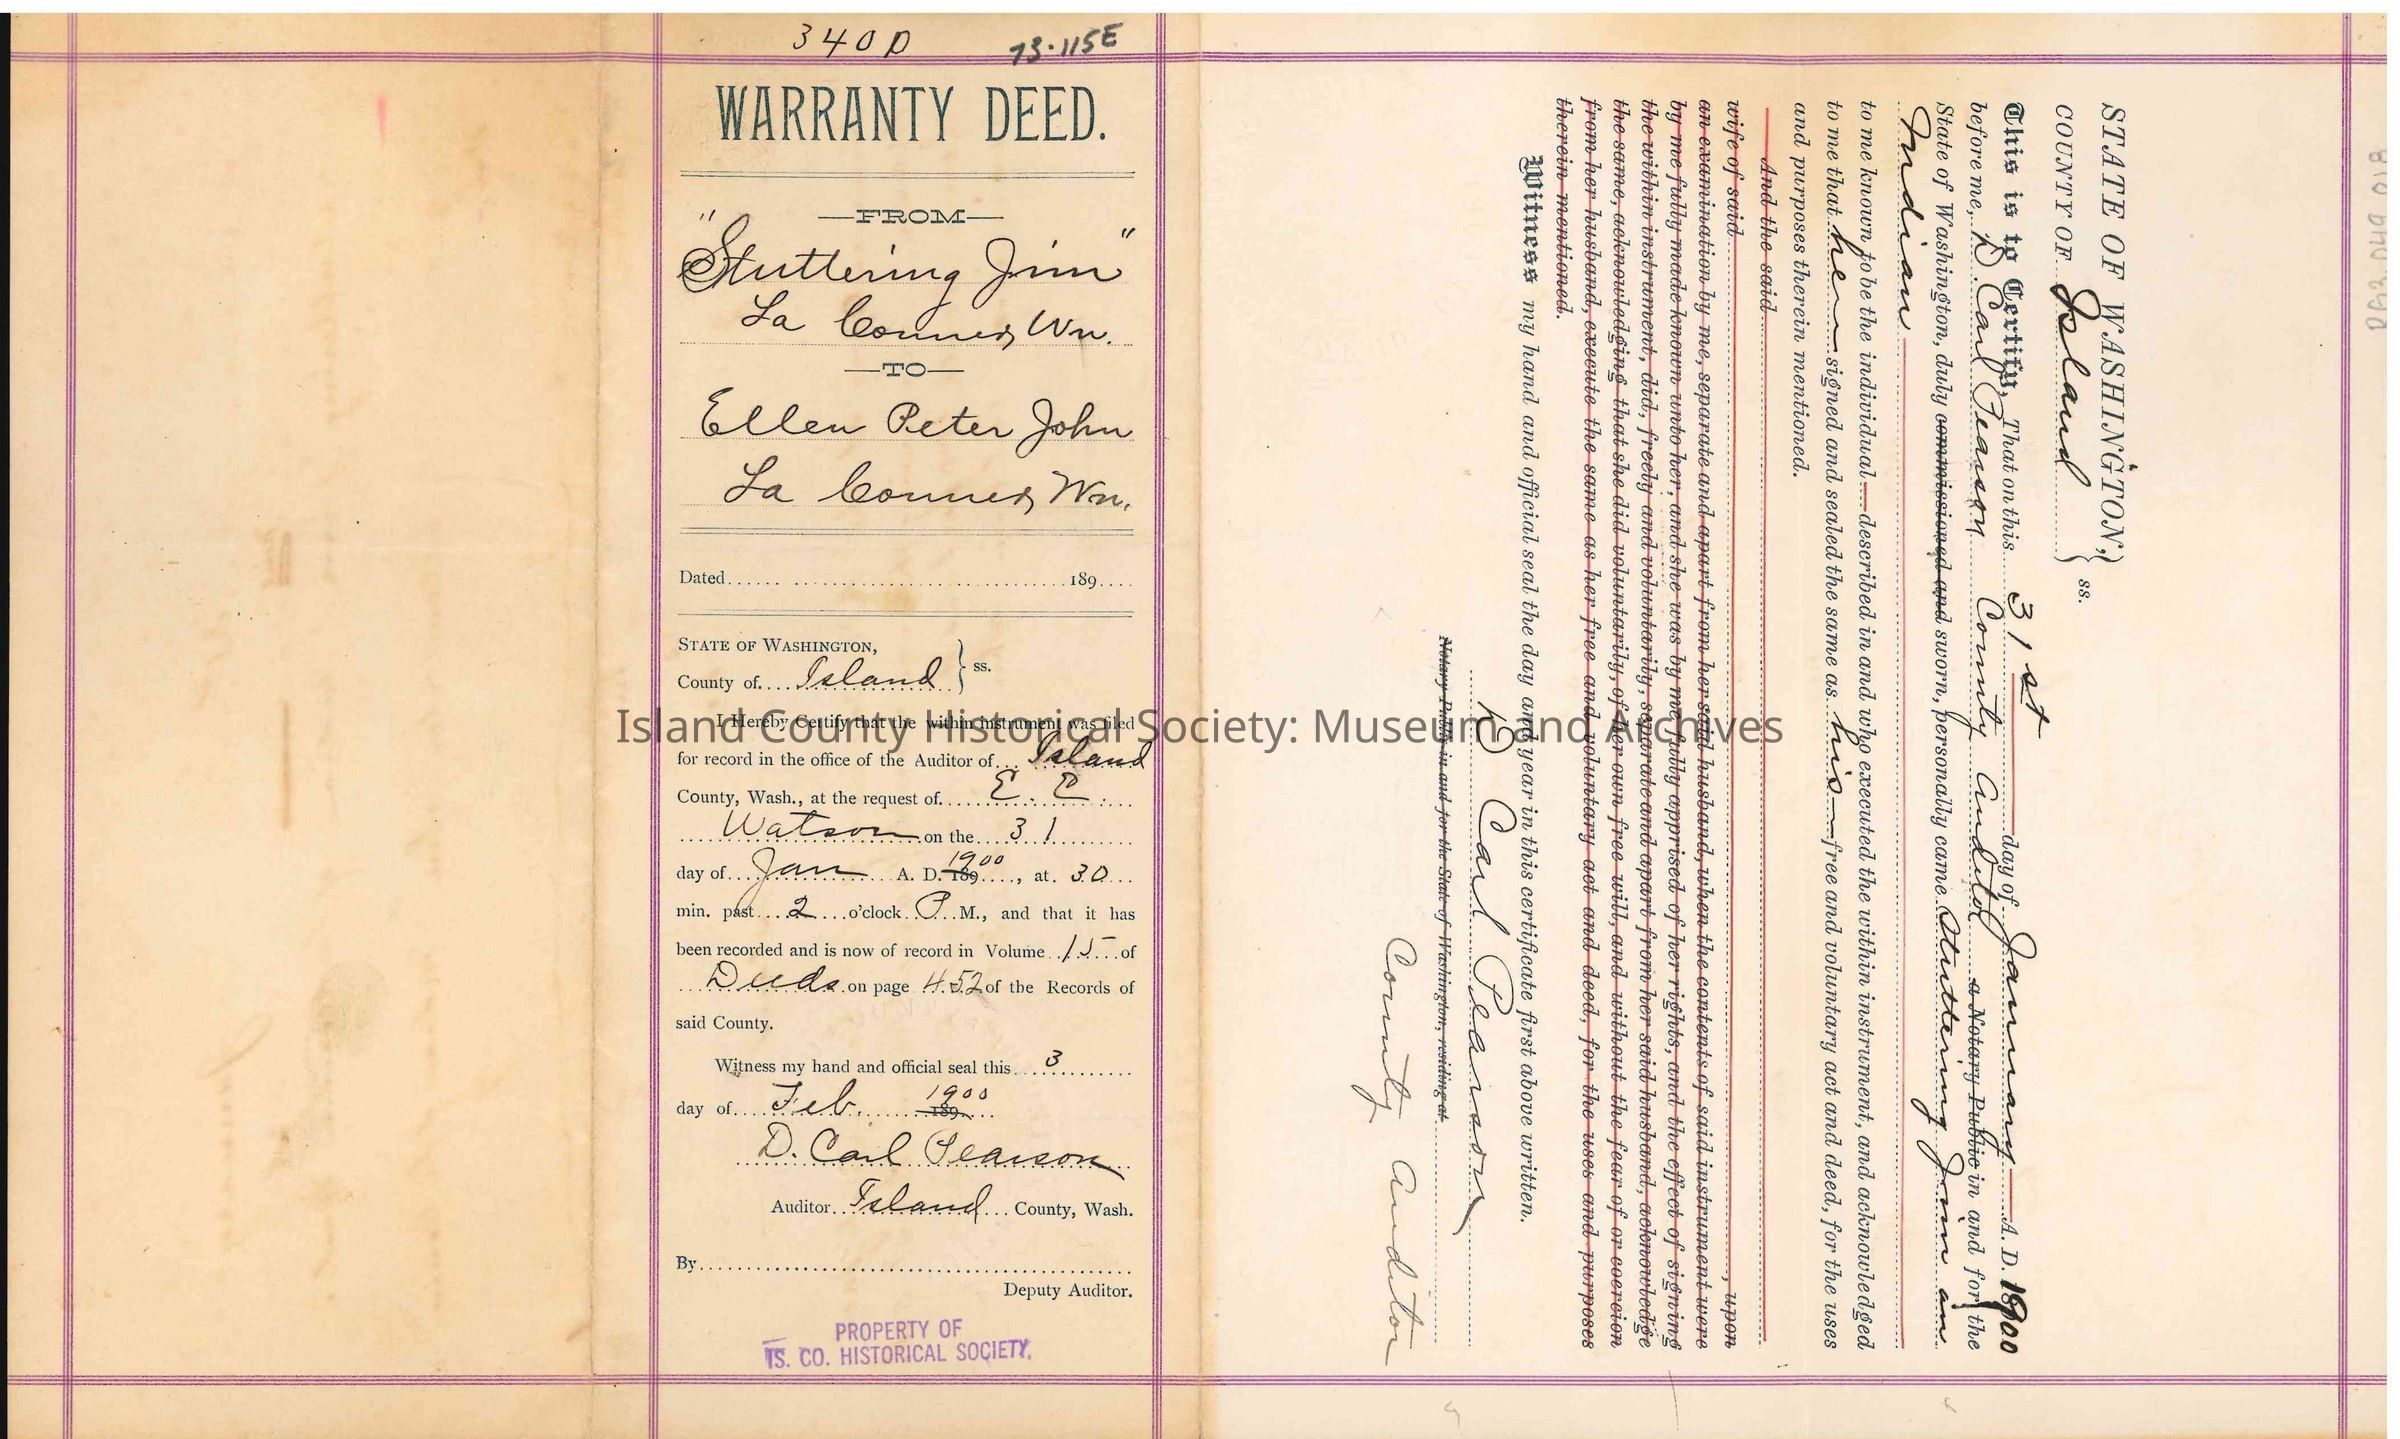 340D 73.115E
WARRANTY DEED.
FROM
"Stuttering Jim"
La Conner, Wn.
TO
Ellen Peter John
La Conner, Wn.
Dated 189
STATE OF WASHINGTON,
County of Island } ss.
I Hereby Certify that the within instrument was filed
for record in the office of the Auditor of Island
County, Wash., at the request of E. E.
Watson on the 31
day of Jan A. D. 189 1900, at 30
min. past 2 o'clock P. M., and that it has
been recorded and is now of record in Volume 15 of
Deeds on page 452 of the Records of
said County.
Witness my hand and official seal this 3
day of Feb. 189 1900
D. Carl Pearson
Auditor Island County, Wash.
By
Deputy Auditor.
PROPERTY OF
IS. CO. HISTORICAL SOCIETY.
STATE OF WASHINGTON, } ss.
COUNTY OF Island
This is to Certify, That on this 31st day of January A. D. 1900
before me, D. Carl Pearson County Auditor a Notary Public in and for the
State of Washington, duly commissioned and sworn, personally came Stuttering Jim an
Indian
to me known to be the individual described in and who executed the within instrument, and acknowledged
to me that he signed and sealed the same as his free and voluntary act and deed, for the uses
and purposes therein mentioned.
And the said
wife of said , upon
an examination by me, separate and apart from her said husband, when the contents of said instrument were
by me fully made known unto her, and she was by me fully apprised of her rights, and the effect of signing
the within instrument, did, freely and voluntarily, separate and apart from her said husband, acknowledge
the same, acknowledging that she did voluntarily, of her own free will, and without the fear of or coercion
from her husband, execute the same as her free and voluntary act and deed, for the uses and purposes
therein mentioned.
Witness my hand and official seal the day and year in this certificate first above written.
D Carl Pearson
Notary Public in and for the State of Washington, residing at
County Auditor
Island County Historical Society: Museum and Archives